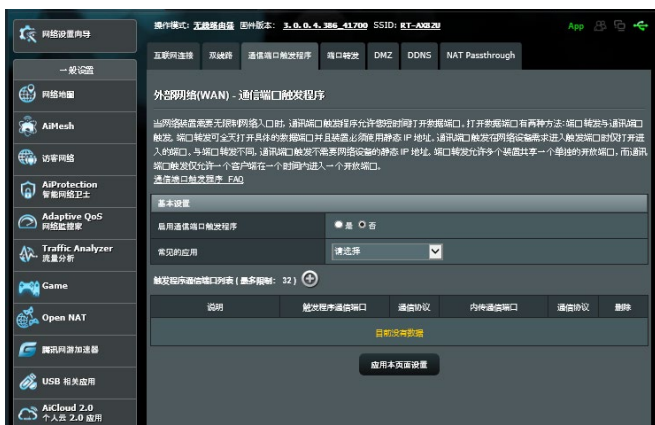 操作模式: 无线路由器 固件版本: 3.0.0.4.386_41700 SSID: RT-AX82U App
网络设置向导
互联网连接 双线路 通信端口触发程序 端口转发 DMZ DDNS NAT Passthrough
一般设置
网络地图
AiMesh
访客网络
AiProtection
智能网络卫士
Adaptive QoS
网络监控家
Traffic Analyzer
流量分析
Game
Open NAT
腾讯网游加速器
USB 相关应用
AiCloud 2.0
个人云 2.0 应用
外部网络(WAN) - 通信端口触发程序
当网络装置需要无限制网络入口时, 通讯端口触发程序允许您短时间打开数据端口。打开数据端口有两种方法:端口转发与通讯端口
触发。端口转发可全天打开具体的数据端口并且装置必须使用静态 IP 地址。通讯端口触发在网络设备需求进入触发端口时仅打开进
入的端口。与端口转发不同, 通讯端口触发不需要网络设备的静态 IP 地址。端口转发允许多个装置共享一个单独的开放端口, 而通讯
端口触发仅允许一个客户端在一个时间内进入一个开放端口。
通信端口触发程序 FAQ
基本设置
启用通信端口触发程序 是 否
常见的应用 请选择
触发程序通信端口列表 ( 最多限制: 32 )
说明 触发程序通信端口 通信协议 内传通信端口 通信协议 删除
目前没有数据
应用本页面设置